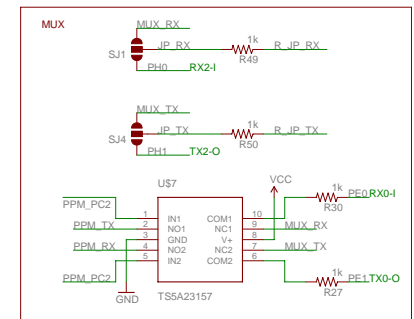 MUX
MUX_RX
1k
JP_RX
R_JP_RX
SJ1
R49
PH0 RX2-I
MUX_TX
1k
JP_TX
R_JP_TX
SJ4
R50
PH1 TX2-O
U$7
VCC
1k
PPM_PC2
PE0 RX0-I
R30
1 IN1 COM1 10
PPM_TX 2 NO1 NC1 9 MUX_RX
3 GND V+ 8
PPM_RX 4 NO2 NC2 7 MUX_TX
5 IN2 COM2 6
1k
PPM_PC2
PE1 TX0-O
R27
GND
TS5A23157